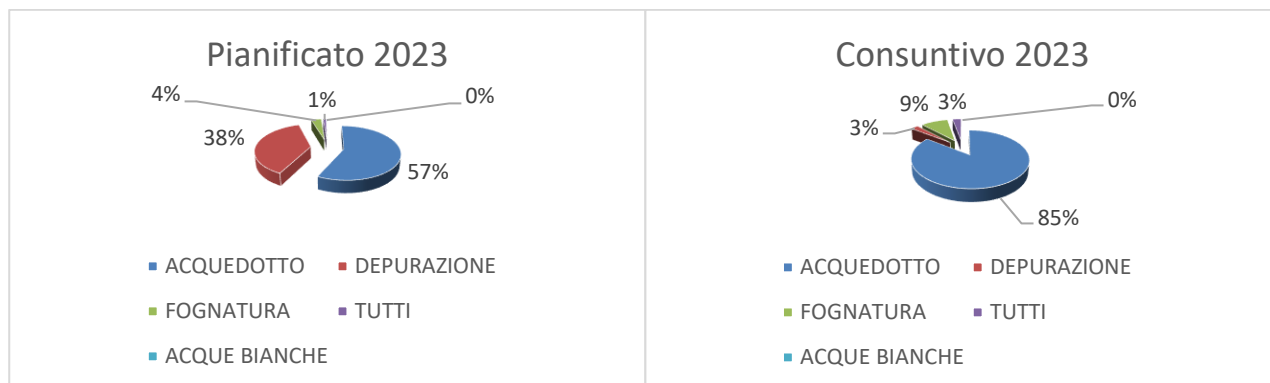 Pianificato 2023
4%
1%
0%
38%
57%
ACQUEDOTTO
DEPURAZIONE
FOGNATURA
TUTTI
ACQUE BIANCHE
Consuntivo 2023
9%
3%
0%
3%
85%
ACQUEDOTTO
DEPURAZIONE
FOGNATURA
TUTTI
ACQUE BIANCHE